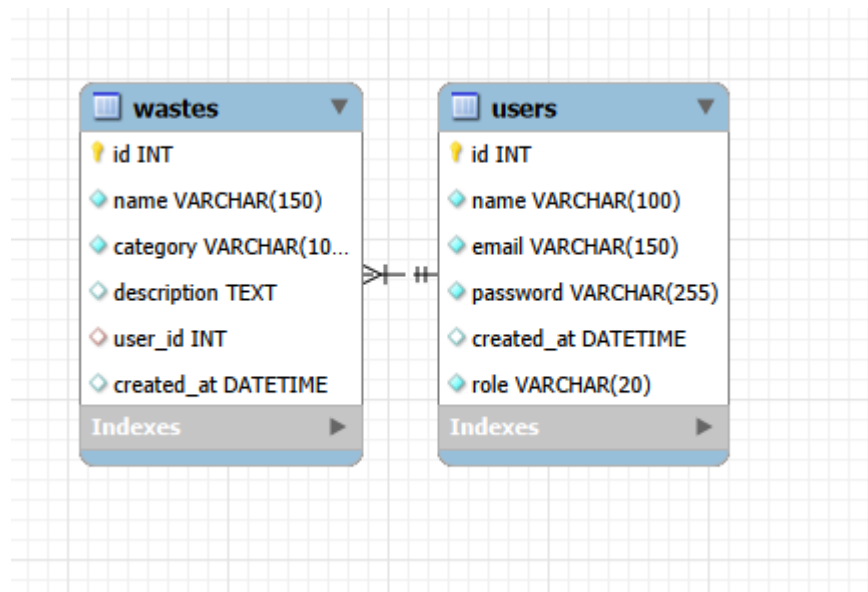 wastes
id INT
name VARCHAR(150)
category VARCHAR(10...
description TEXT
user_id INT
created_at DATETIME
Indexes
users
id INT
name VARCHAR(100)
email VARCHAR(150)
password VARCHAR(255)
created_at DATETIME
role VARCHAR(20)
Indexes